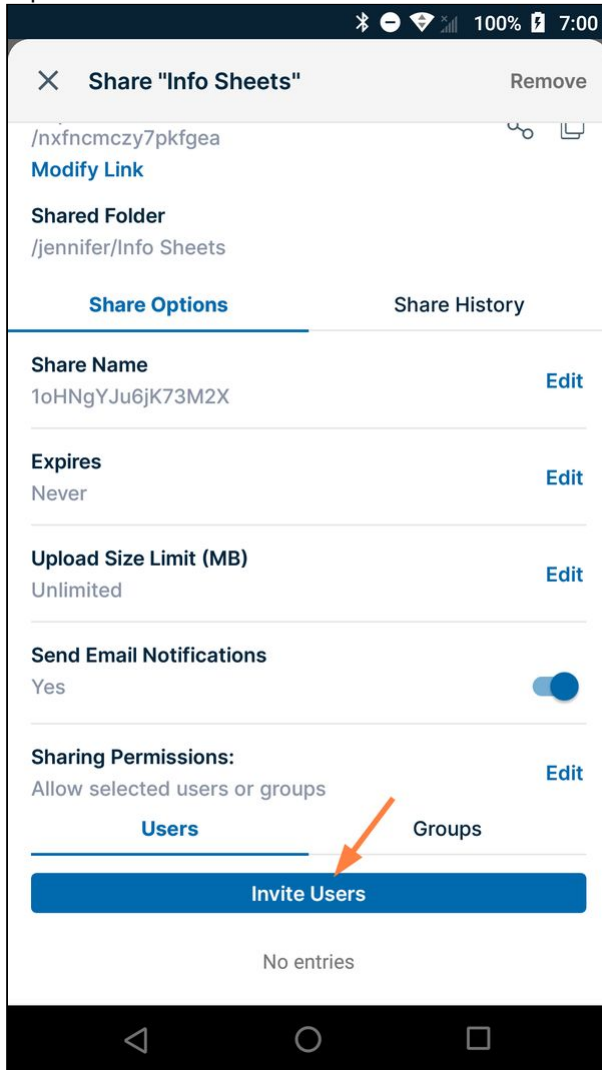 100% 7:00
Share "Info Sheets" Remove
/nxfncmczy7pkfgea
Modify Link
Shared Folder
/jennifer/Info Sheets
Share Options Share History
Share Name
1oHNgYJu6jK73M2X Edit
Expires
Never Edit
Upload Size Limit (MB)
Unlimited Edit
Send Email Notifications
Yes
Sharing Permissions:
Allow selected users or groups Edit
Users Groups
Invite Users
No entries